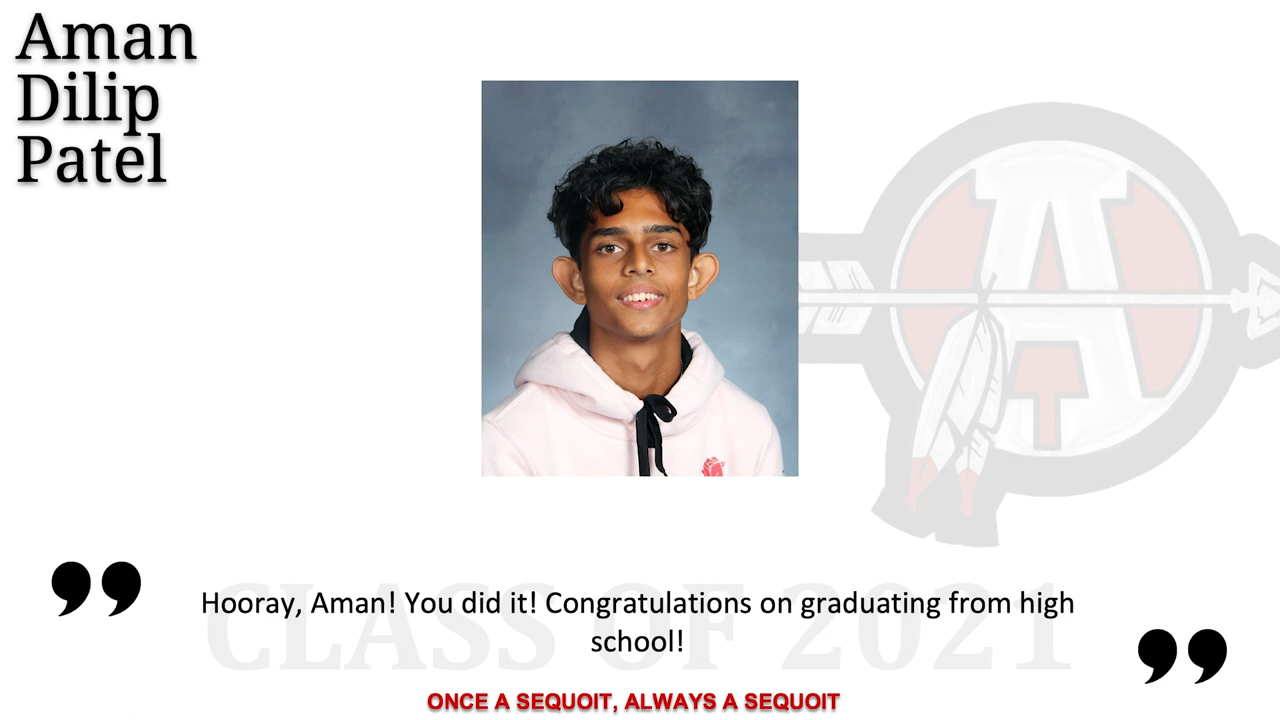 Aman
Dilip
Patel
A
CLASS OF 2021
Hooray, Aman! You did it! Congratulations on graduating from high
school!
ONCE A SEQUOIT, ALWAYS A SEQUOIT